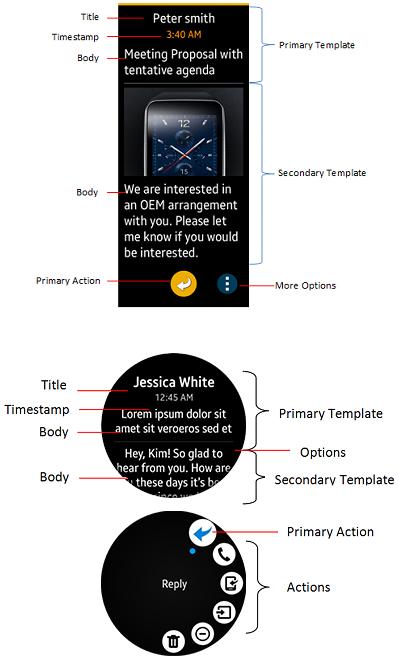 Title
Peter smith
Timestamp
3:40 AM
Primary Template
Body
Meeting Proposal with
tentative agenda
12
15
Secondary Template
Body
We are interested in
an OEM arrangement
with you. Please let
me know if you would
be interested.
Primary Action
More Options
Title
Jessica White
12:45 AM
Timestamp
Lorem ipsum dolor sit
Primary Template
Body
amet sit veroeros sed et
Options
Hey, Kim! So glad to
hear from you. How are
Body
these days it's
Secondary Template
since
Primary Action
Reply
Actions